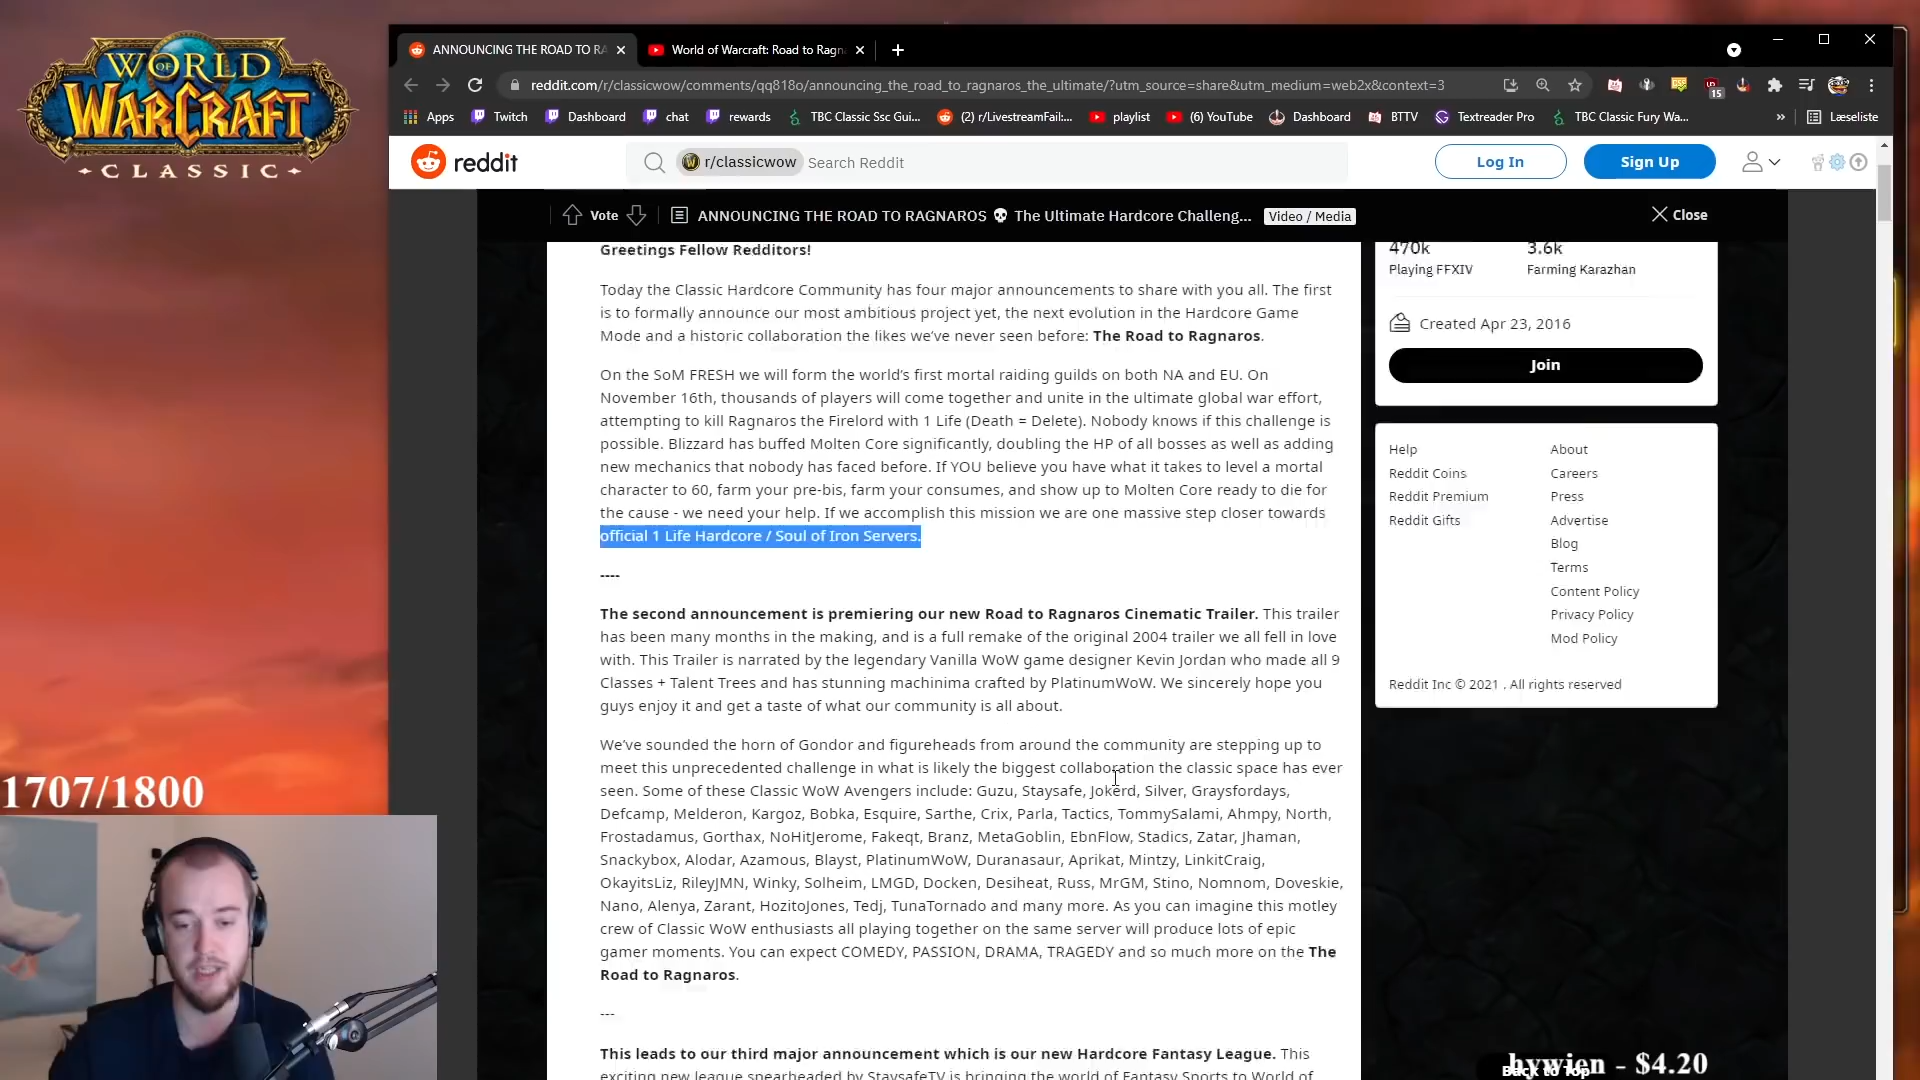 WORLD
OF
WARCRAFT
CLASSIC
1707/1800
ANNOUNCING THE ROAD TO RA
World of Warcraft: Road to Ragn
reddit.com/r/classicwow/comments/qq818o/announcing_the_road_to_ragnaros_the_ultimate/?utm_source=share&utm_medium=web2x&context=3
15
Apps Twitch Dashboard chat rewards TBC Classic Ssc Gui... (2) r/LivestreamFail:... playlist (6) YouTube Dashboard BTTV Textreader Pro TBC Classic Fury Wa... » Læseliste
reddit r/classicwow Search Reddit Log In Sign Up
Vote ANNOUNCING THE ROAD TO RAGNAROS 💀 The Ultimate Hardcore Challeng... Video / Media Close
Greetings Fellow Redditors!
Today the Classic Hardcore Community has four major announcements to share with you all. The first
is to formally announce our most ambitious project yet, the next evolution in the Hardcore Game
Mode and a historic collaboration the likes we've never seen before: The Road to Ragnaros.
On the SoM FRESH we will form the world's first mortal raiding guilds on both NA and EU. On
November 16th, thousands of players will come together and unite in the ultimate global war effort,
attempting to kill Ragnaros the Firelord with 1 Life (Death = Delete). Nobody knows if this challenge is
possible. Blizzard has buffed Molten Core significantly, doubling the HP of all bosses as well as adding
new mechanics that nobody has faced before. If YOU believe you have what it takes to level a mortal
character to 60, farm your pre-bis, farm your consumes, and show up to Molten Core ready to die for
the cause - we need your help. If we accomplish this mission we are one massive step closer towards
official 1 Life Hardcore / Soul of Iron Servers.
----
The second announcement is premiering our new Road to Ragnaros Cinematic Trailer. This trailer
has been many months in the making, and is a full remake of the original 2004 trailer we all fell in love
with. This Trailer is narrated by the legendary Vanilla WoW game designer Kevin Jordan who made all 9
Classes + Talent Trees and has stunning machinima crafted by PlatinumWoW. We sincerely hope you
guys enjoy it and get a taste of what our community is all about.
We've sounded the horn of Gondor and figureheads from around the community are stepping up to
meet this unprecedented challenge in what is likely the biggest collaboration the classic space has ever
seen. Some of these Classic WoW Avengers include: Guzu, Staysafe, Jokerd, Silver, Graysfordays,
Defcamp, Melderon, Kargoz, Bobka, Esquire, Sarthe, Crix, Parla, Tactics, TommySalami, Ahmpy, North,
Frostadamus, Gorthax, NoHitJerome, Fakeqt, Branz, MetaGoblin, EbnFlow, Stadics, Zatar, Jhaman,
Snackybox, Alodar, Azamous, Blayst, PlatinumWoW, Duranasaur, Aprikat, Mintzy, LinkitCraig,
OkayitsLiz, RileyJMN, Winky, Solheim, LMGD, Docken, Desiheat, Russ, MrGM, Stino, Nomnom, Doveskie,
Nano, Alenya, Zarant, HozitoJones, Tedj, TunaTornado and many more. As you can imagine this motley
crew of Classic WoW enthusiasts all playing together on the same server will produce lots of epic
gamer moments. You can expect COMEDY, PASSION, DRAMA, TRAGEDY and so much more on the The
Road to Ragnaros.
---
This leads to our third major announcement which is our new Hardcore Fantasy League. This
exciting new league spearheaded by StaysafeTV is bringing the world of Fantasy Sports to World of
470k 3.6k
Playing FFXIV Farming Karazhan
Created Apr 23, 2016
Join
Help About
Reddit Coins Careers
Reddit Premium Press
Reddit Gifts Advertise
Blog
Terms
Content Policy
Privacy Policy
Mod Policy
Reddit Inc © 2021 . All rights reserved
hywien - $4.20
Back to Top